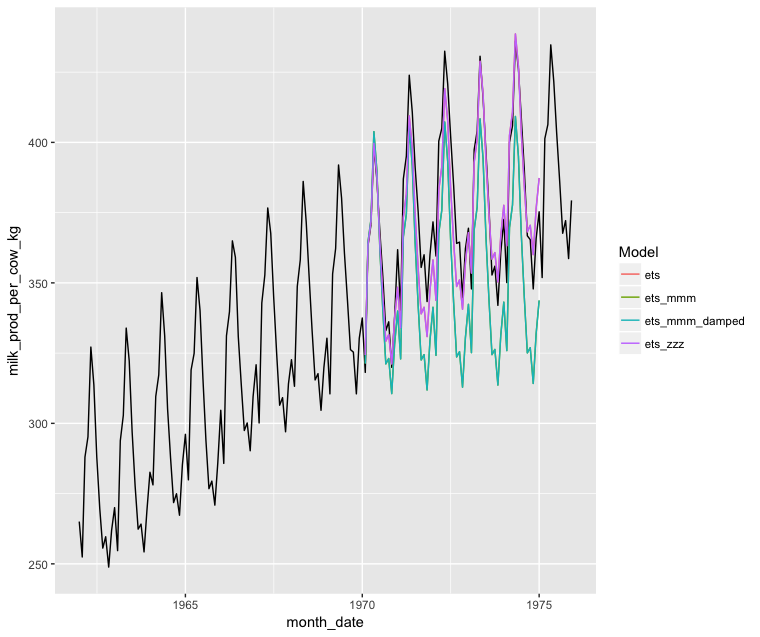 milk_prod_per_cow_kg
400
350
300
250
1965
1970
1975
month_date
Model
ets
ets_mmm
ets_mmm_damped
ets_zzz